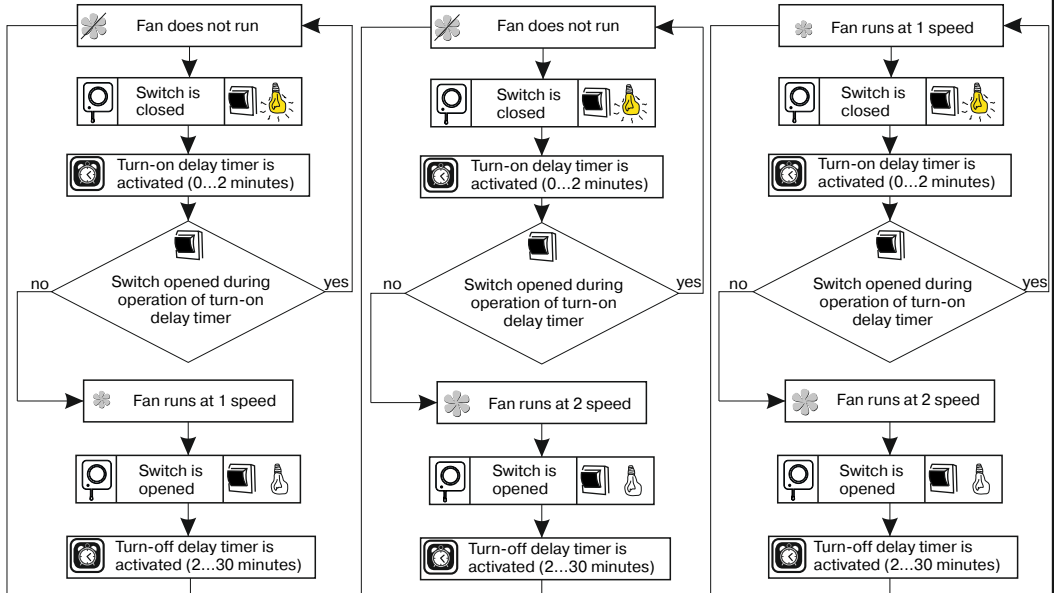 Fan does not run
Switch is
closed
Turn-on delay timer is
activated (0...2 minutes)
Switch opened during
operation of turn-on
delay timer
no
yes
Fan runs at 1 speed
Switch is
opened
Turn-off delay timer is
activated (2...30 minutes)
Fan does not run
Switch is
closed
Turn-on delay timer is
activated (0...2 minutes)
Switch opened during
operation of turn-on
delay timer
no
yes
Fan runs at 2 speed
Switch is
opened
Turn-off delay timer is
activated (2...30 minutes)
Fan runs at 1 speed
Switch is
closed
Turn-on delay timer is
activated (0...2 minutes)
Switch opened during
operation of turn-on
delay timer
no
yes
Fan runs at 2 speed
Switch is
opened
Turn-off delay timer is
activated (2...30 minutes)